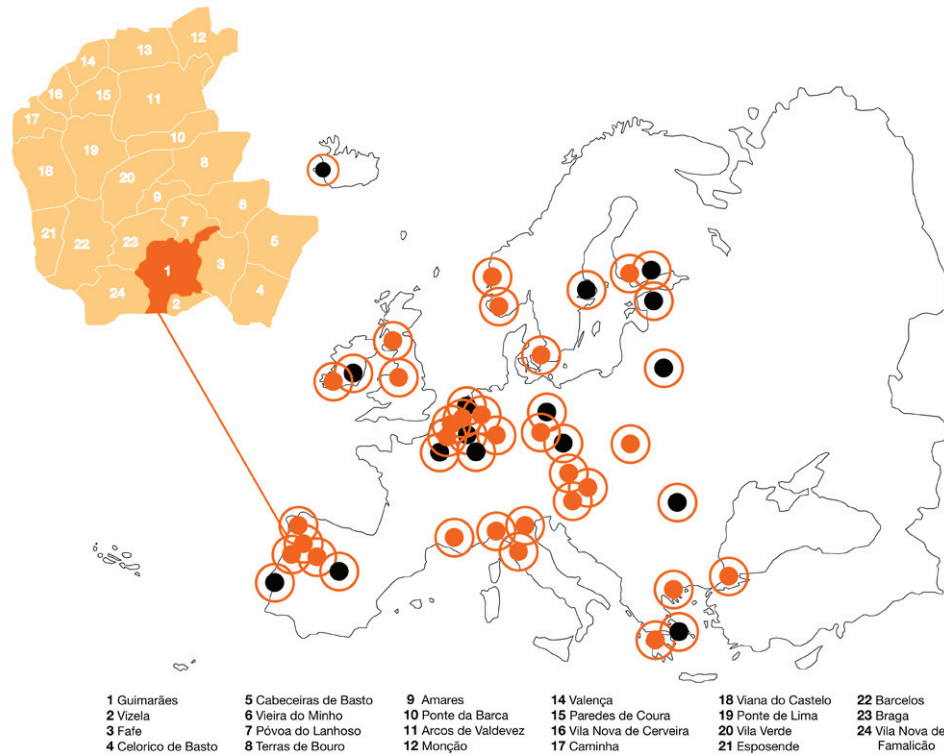 12
13
14
15
16
11
17
10
19
18
8
20
9
6
7
21
22
23
5
1
3
4
24
2
1 Guimarães
2 Vizela
3 Fafe
4 Celorico de Basto
5 Cabeceiras de Basto
6 Vieira do Minho
7 Póvoa do Lanhoso
8 Terras de Bouro
9 Amares
10 Ponte da Barca
11 Arcos de Valdevez
12 Monção
14 Valença
15 Paredes de Coura
16 Vila Nova de Cerveira
17 Caminha
18 Viana do Castelo
19 Ponte de Lima
20 Vila Verde
21 Esposende
22 Barcelos
23 Braga
24 Vila Nova de
Famalicão